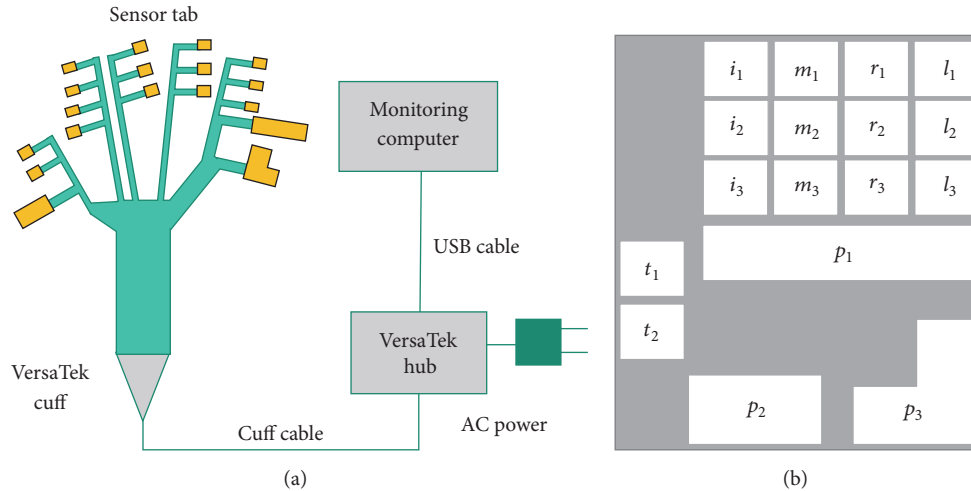 Sensor tab
Monitoring
computer
USB cable
VersaTek
hub
VersaTek
cuff
Cuff cable
AC power
(a)
i₁ m₁ r₁ l₁
i₂ m₂ r₂ l₂
i₃ m₃ r₃ l₃
p₁
t₁
t₂
p₂ p₃
(b)